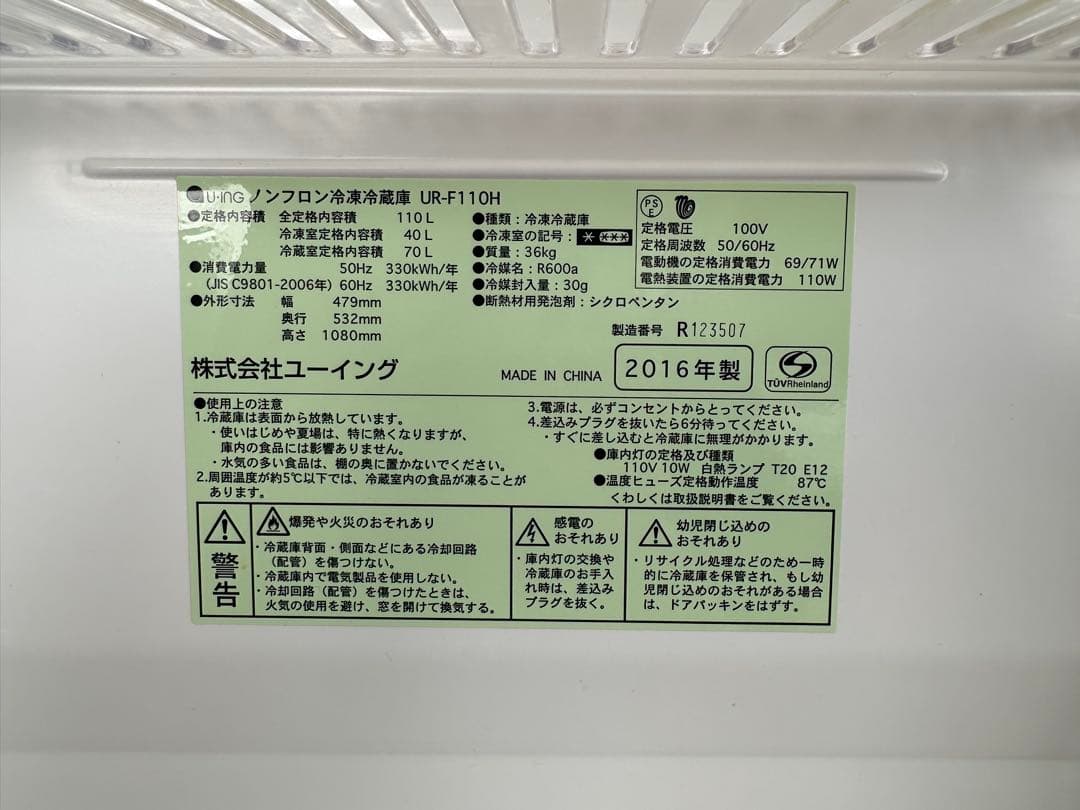 U·ING ノンフロン冷凍冷蔵庫 UR-F110H
●定格内容積 全定格内容積 110 L
冷凍室定格内容積 40 L
冷蔵室定格内容積 70 L
●消費電力量 50Hz 330kWh/年
(JIS C9801-2006年) 60Hz 330kWh/年
●外形寸法 幅 479mm
奥行 532mm
高さ 1080mm
●種類：冷凍冷蔵庫
●冷凍室の記号：
●質量：36kg
●冷媒名：R600a
●冷媒封入量：30g
●断熱材用発泡剤：シクロペンタン
PS
E
定格電圧 100V
定格周波数 50/60Hz
電動機の定格消費電力 69/71W
電熱装置の定格消費電力 110W
製造番号 R123507
株式会社ユーイング
MADE IN CHINA
2016年製
TÜVRheinland
●使用上の注意
1.冷蔵庫は表面から放熱しています。
・使いはじめや夏場は、特に熱くなりますが、
庫内の食品には影響ありません。
・水気の多い食品は、棚の奥に置かないでください。
2.周囲温度が約5℃以下では、冷蔵室内の食品が凍ることが
あります。
3.電源は、必ずコンセントからとってください。
4.差込みプラグを抜いたら6分待ってください。
・すぐに差し込むと冷蔵庫に無理がかかります。
●庫内灯の定格及び種類
110V 10W 白熱ランプ T20 E12
●温度ヒューズ定格動作温度 87℃
くわしくは取扱説明書をご覧ください。
警告
爆発や火災のおそれあり
・冷蔵庫背面・側面などにある冷却回路
（配管）を傷つけない。
・冷蔵庫内で電気製品を使用しない。
・冷却回路（配管）を傷つけたときは、
火気の使用を避け、窓を開けて換気する。
感電の
おそれあり
・庫内灯の交換や
冷蔵庫のお手入
れ時は、差込み
プラグを抜く。
幼児閉じ込めの
おそれあり
・リサイクル処理などのため一時
的に冷蔵庫を保管され、もし幼
児閉じ込めのおそれがある場合
は、ドアパッキンをはずす。